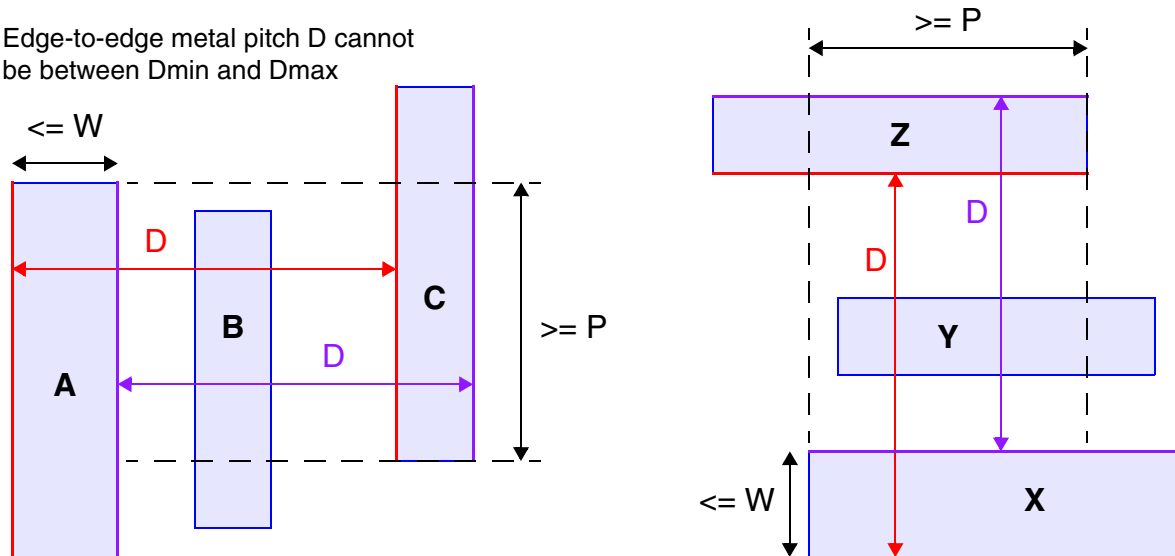 Edge-to-edge metal pitch D cannot
be between Dmin and Dmax
<= W
D
D
A
B
C
>= P
>= P
Z
D
D
Y
<= W
X